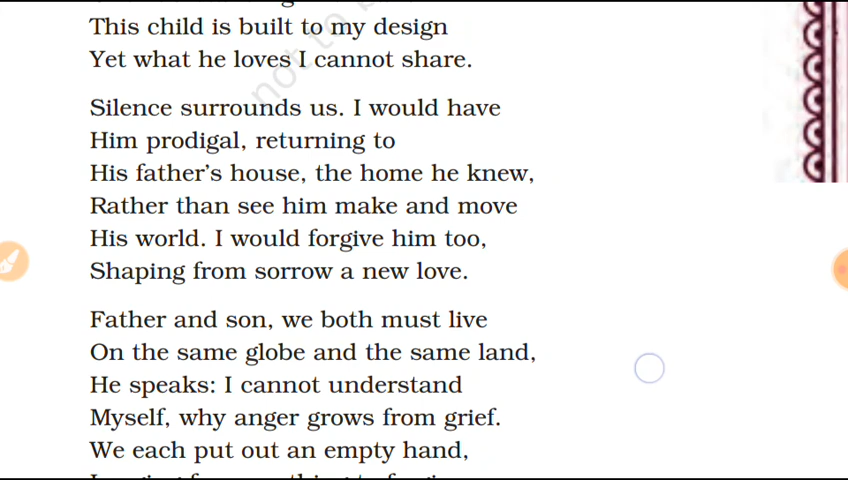 This child is built to my design
Yet what he loves I cannot share.
Silence surrounds us. I would have
Him prodigal, returning to
His father's house, the home he knew,
Rather than see him make and move
His world. I would forgive him too,
Shaping from sorrow a new love.
Father and son, we both must live
On the same globe and the same land,
He speaks: I cannot understand
Myself, why anger grows from grief.
We each put out an empty hand,
not to b